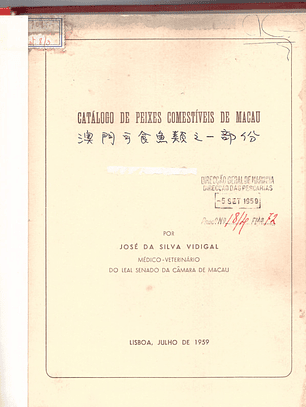 CATÁLOGO DE PEIXES COMESTÍVEIS DE MACAU
澳門可食魚類之一部份
DIRECÇÃO GERAL DE MARINHA
DIRECÇÃO DAS PESCARIAS
-5 SET 1959
POR
JOSÉ DA SILVA VIDIGAL
MÉDICO-VETERINÁRIO
DO LEAL SENADO DA CÂMARA DE MACAU
LISBOA, JULHO DE 1959